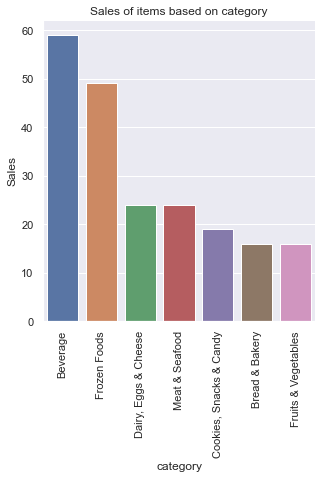 Sales of items based on category
60
50
40
30
20
10
0
Sales
Beverage
Frozen Foods
Dairy, Eggs & Cheese
Meat & Seafood
Cookies, Snacks & Candy
Bread & Bakery
Fruits & Vegetables
category